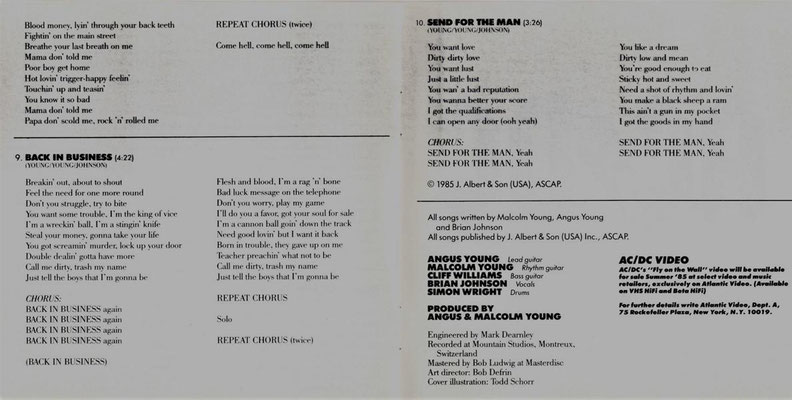 Blood money, lyin' through your back teeth
Fightin' on the main street
Breathe your last breath on me
Mama don' told me
Poor boy get home
Hot lovin' trigger-happy feelin'
Touchin' up and teasin'
You know it so bad
Mama don' told me
Papa don' scold me, rock 'n' rolled me
REPEAT CHORUS (twice)
Come hell, come hell, come hell
9. BACK IN BUSINESS (4:22)
(YOUNG/YOUNG/JOHNSON)
Breakin' out, about to shout
Feel the need for one more round
Don't you struggle, try to bite
You want some trouble, I'm the king of vice
I'm a wreckin' ball, I'm a stingin' knife
Steal your money, gonna take your life
You got screamin' murder, lock up your door
Double dealin' gotta have more
Call me dirty, trash my name
Just tell the boys that I'm gonna be
CHORUS:
BACK IN BUSINESS again
BACK IN BUSINESS again
BACK IN BUSINESS again
BACK IN BUSINESS again
(BACK IN BUSINESS)
Flesh and blood, I'm a rag 'n' bone
Bad luck message on the telephone
Don't you worry, play my game
I'll do you a favor, got your soul for sale
I'm a cannon ball goin' down the track
Need good lovin' but I want it back
Born in trouble, they gave up on me
Teacher preachin' what not to be
Call me dirty, trash my name
Just tell the boys that I'm gonna be
REPEAT CHORUS
Solo
REPEAT CHORUS (twice)
10. SEND FOR THE MAN (3:26)
(YOUNG/YOUNG/JOHNSON)
You want love
Dirty dirty love
You want lust
Just a little lust
You wan' a bad reputation
You wanna better your score
I got the qualifications
I can open any door (ooh yeah)
CHORUS:
SEND FOR THE MAN, Yeah
SEND FOR THE MAN, Yeah
You like a dream
Dirty low and mean
You're good enough to eat
Sticky hot and sweet
Need a shot of rhythm and lovin'
You make a black sheep a ram
This ain't a gun in my pocket
I got the goods in my hand
SEND FOR THE MAN, Yeah
SEND FOR THE MAN, Yeah
© 1985 J. Albert & Son (USA), ASCAP.
All songs written by Malcolm Young, Angus Young
and Brian Johnson
All songs published by J. Albert & Son (USA) Inc., ASCAP.
ANGUS YOUNG Lead guitar
MALCOLM YOUNG Rhythm guitar
CLIFF WILLIAMS Bass guitar
BRIAN JOHNSON Vocals
SIMON WRIGHT Drums
PRODUCED BY
ANGUS & MALCOLM YOUNG
Engineered by Mark Dearnley
Recorded at Mountain Studios, Montreux,
Switzerland
Mastered by Bob Ludwig at Masterdisc
Art director: Bob Defrin
Cover illustration: Todd Schorr
AC/DC VIDEO
AC/DC's "Fly on the Wall" video will be available
for sale Summer '85 at select video and music
retailers, exclusively on Atlantic Video. (Available
on VHS HiFi and Beta HiFi)
For further details write Atlantic Video, Dept. A,
75 Rockefeller Plaza, New York, N.Y. 10019.